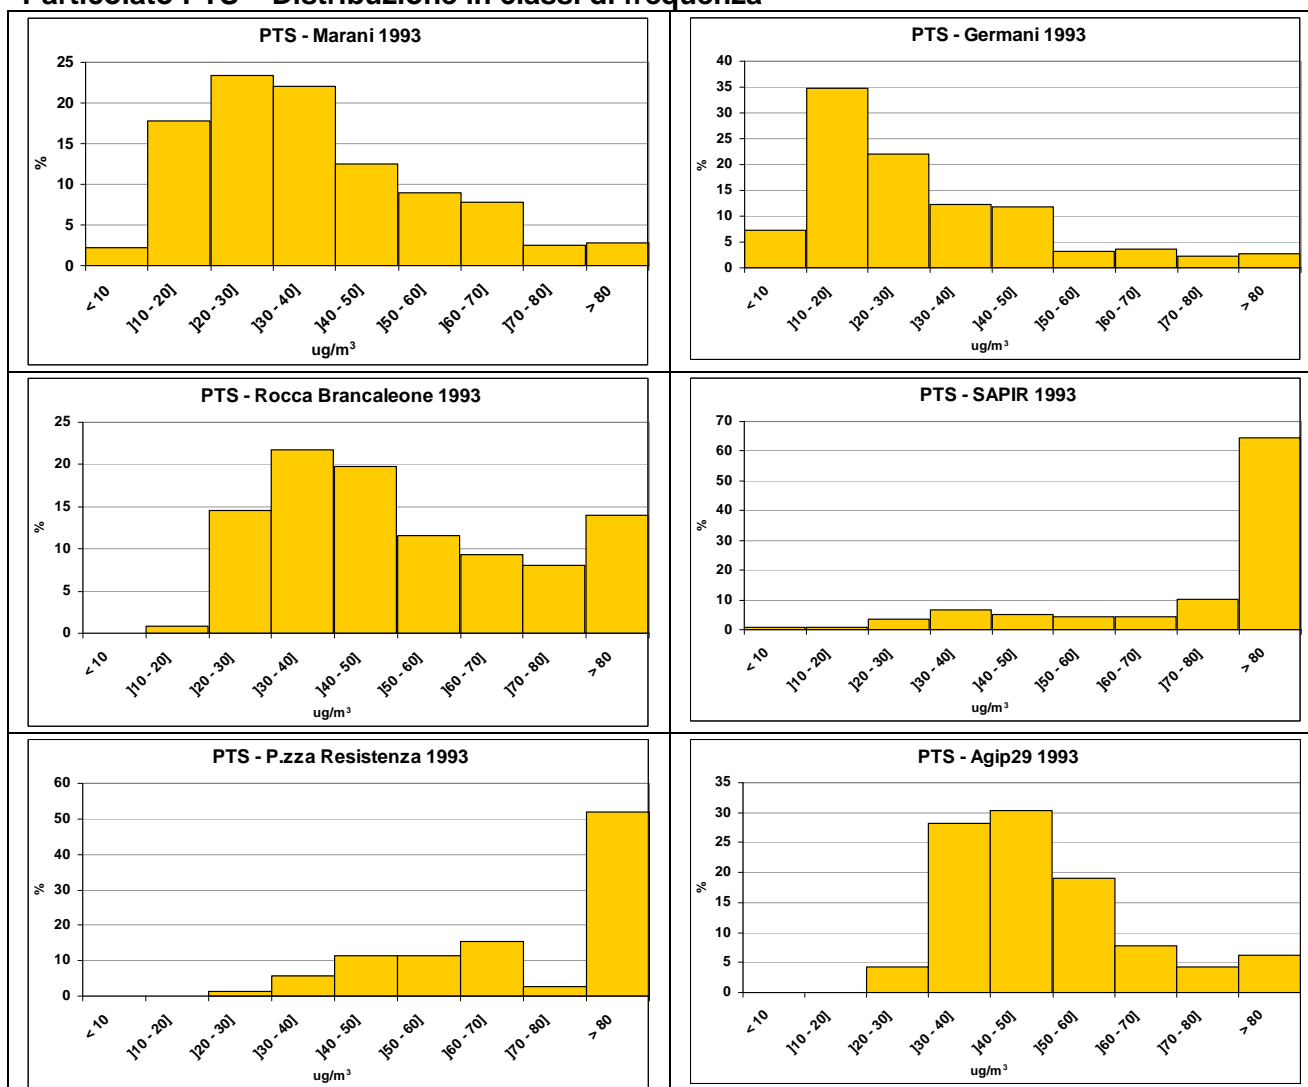 Particolato PTS – Distribuzione in classi di frequenza
PTS - Marani 1993
25
20
15
10
5
0
%
< 10
]10 - 20]
]20 - 30]
]30 - 40]
]40 - 50]
]50 - 60]
]60 - 70]
]70 - 80]
> 80
ug/m³
PTS - Germani 1993
40
35
30
25
20
15
10
5
0
%
< 10
]10 - 20]
]20 - 30]
]30 - 40]
]40 - 50]
]50 - 60]
]60 - 70]
]70 - 80]
> 80
ug/m³
PTS - Rocca Brancaleone 1993
25
20
15
10
5
0
%
< 10
]10 - 20]
]20 - 30]
]30 - 40]
]40 - 50]
]50 - 60]
]60 - 70]
]70 - 80]
> 80
ug/m³
PTS - SAPIR 1993
70
60
50
40
30
20
10
0
%
< 10
]10 - 20]
]20 - 30]
]30 - 40]
]40 - 50]
]50 - 60]
]60 - 70]
]70 - 80]
> 80
ug/m³
PTS - P.zza Resistenza 1993
60
50
40
30
20
10
0
%
< 10
]10 - 20]
]20 - 30]
]30 - 40]
]40 - 50]
]50 - 60]
]60 - 70]
]70 - 80]
> 80
ug/m³
PTS - Agip29 1993
35
30
25
20
15
10
5
0
%
< 10
]10 - 20]
]20 - 30]
]30 - 40]
]40 - 50]
]50 - 60]
]60 - 70]
]70 - 80]
> 80
ug/m³